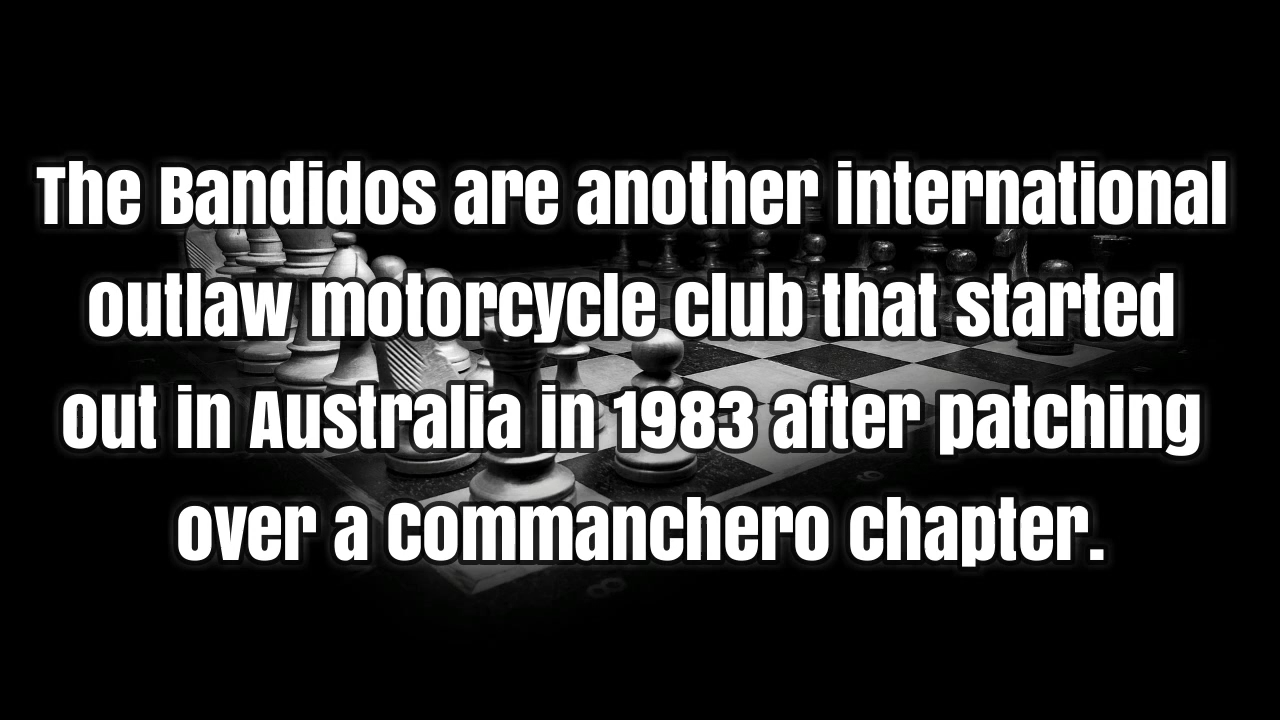 The Bandidos are another international
outlaw motorcycle club that started
out in Australia in 1983 after patching
over a Commanchero chapter.